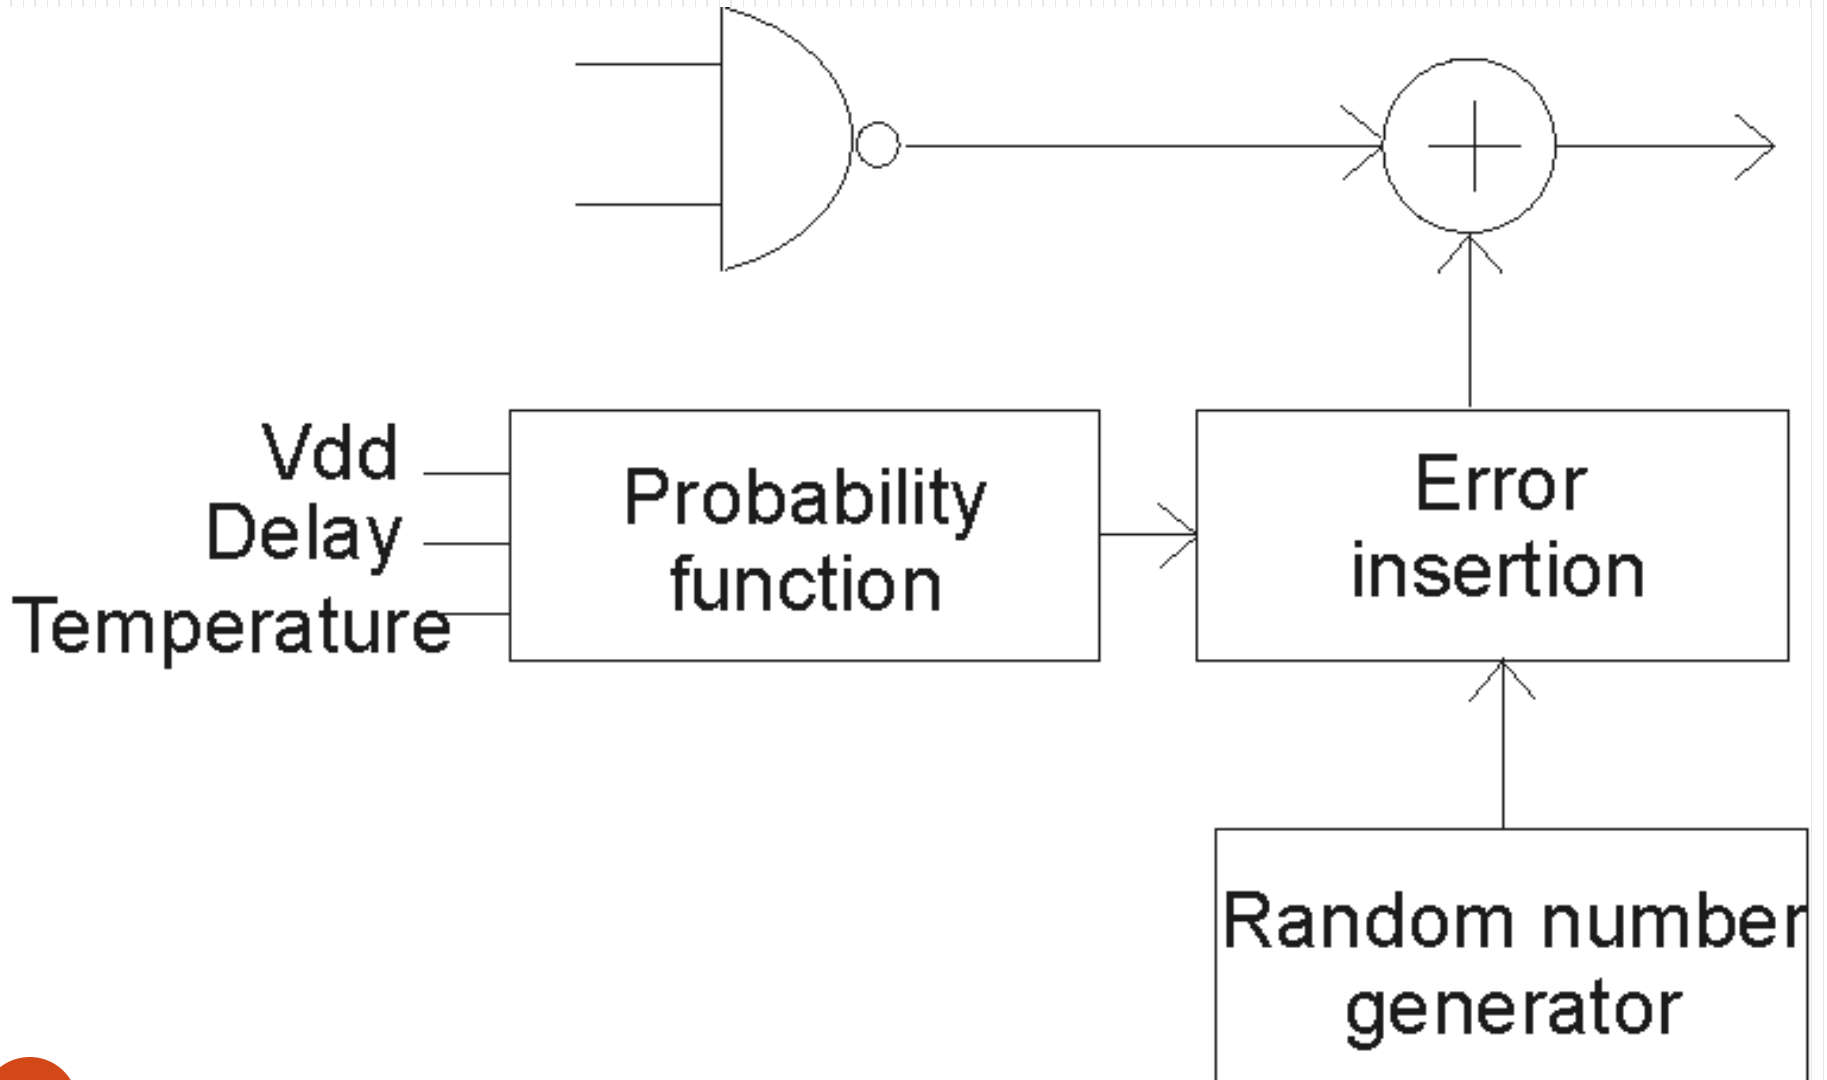 Vdd
Delay
Temperature
Probability
function
Error
insertion
Random number
generator